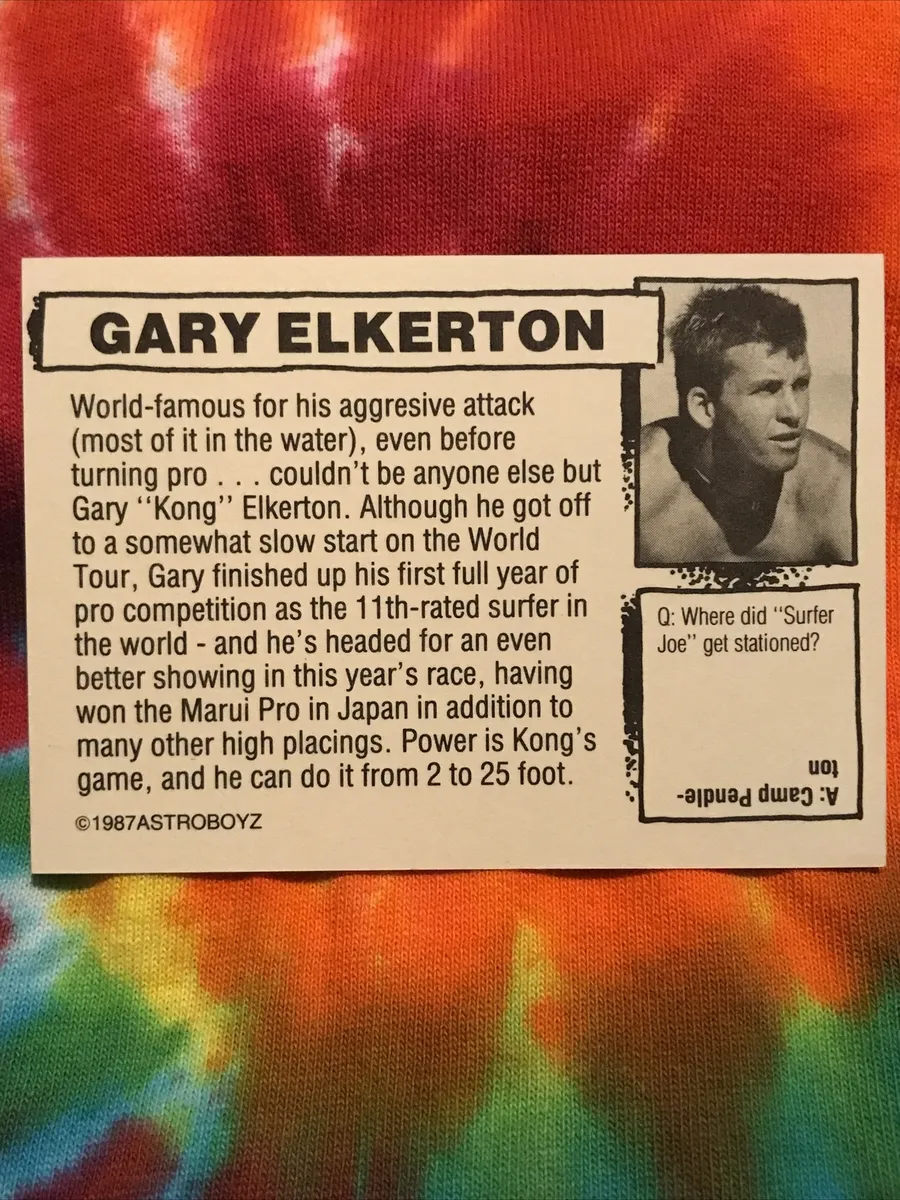 GARY ELKERTON
World-famous for his aggresive attack
(most of it in the water), even before
turning pro . . . couldn't be anyone else but
Gary ‘‘Kong’’ Elkerton. Although he got off
to a somewhat slow start on the World
Tour, Gary finished up his first full year of
pro competition as the 11th-rated surfer in
the world - and he's headed for an even
better showing in this year's race, having
won the Marui Pro in Japan in addition to
many other high placings. Power is Kong's
game, and he can do it from 2 to 25 foot.
©1987ASTROBOYZ
Q: Where did ‘‘Surfer
Joe’’ get stationed?
A: Camp Pendle-
ton